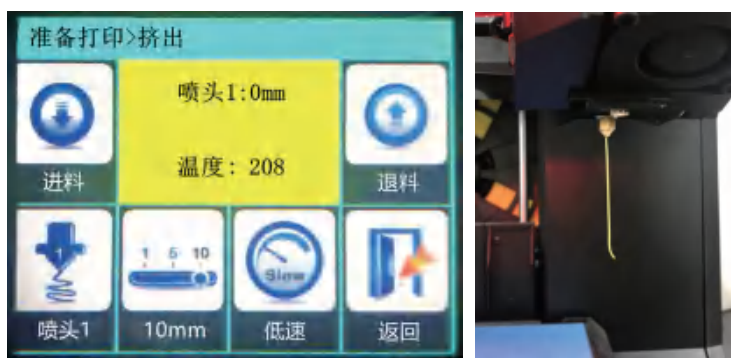 准备打印>挤出
喷头1:0mm
温度: 208
进料
退料
1
1 5 10
Slow
喷头1
10mm
低速
返回